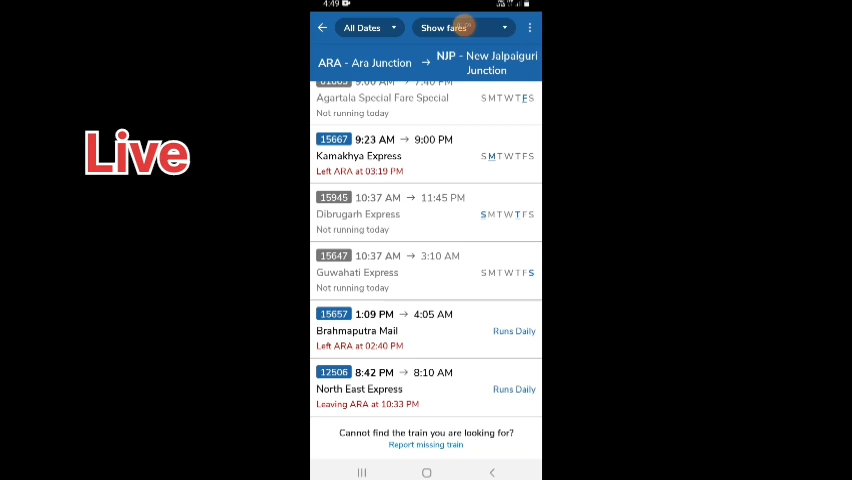 4:49
All Dates
Show fares
ARA - Ara Junction → NJP - New Jalpaiguri Junction
Agartala Special Fare Special
S M T W T F S
Not running today
Live
15667 9:23 AM → 9:00 PM
Kamakhya Express
S M T W T F S
Left ARA at 03:19 PM
15945 10:37 AM → 11:45 PM
Dibrugarh Express
S M T W T F S
Not running today
15647 10:37 AM → 3:10 AM
Guwahati Express
S M T W T F S
Not running today
15657 1:09 PM → 4:05 AM
Brahmaputra Mail
Runs Daily
Left ARA at 02:40 PM
12506 8:42 PM → 8:10 AM
North East Express
Runs Daily
Leaving ARA at 10:33 PM
Cannot find the train you are looking for?
Report missing train